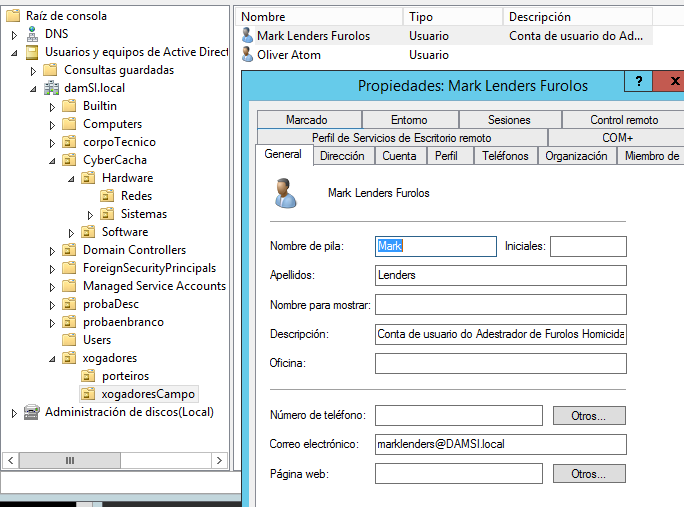 Raíz de consola
DNS
Usuarios y equipos de Active Direct
Consultas guardadas
damSI.local
Builtin
Computers
corpoTecnico
CyberCacha
Hardware
Redes
Sistemas
Software
Domain Controllers
ForeignSecurityPrincipals
Managed Service Accounts
probaDesc
probaenbranco
Users
xogadores
porteiros
xogadoresCampo
Administración de discos(Local)
Nombre Tipo Descripción
Mark Lenders Furolos Usuario Conta de usuario do Ad...
Oliver Atom Usuario
Propiedades: Mark Lenders Furolos ? x
Marcado Entorno Sesiones Control remoto
Perfil de Servicios de Escritorio remoto COM+
General Dirección Cuenta Perfil Teléfonos Organización Miembro de
Mark Lenders Furolos
Nombre de pila: Mark Iniciales:
Apellidos: Lenders
Nombre para mostrar:
Descripción: Conta de usuario do Adestrador de Furolos Homicida
Oficina:
Número de teléfono: Otros...
Correo electrónico: marklenders@DAMSI.local
Página web: Otros...